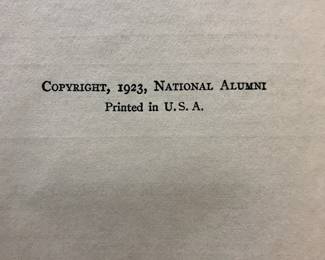 Copyright, 1923, National Alumni
Printed in U. S. A.